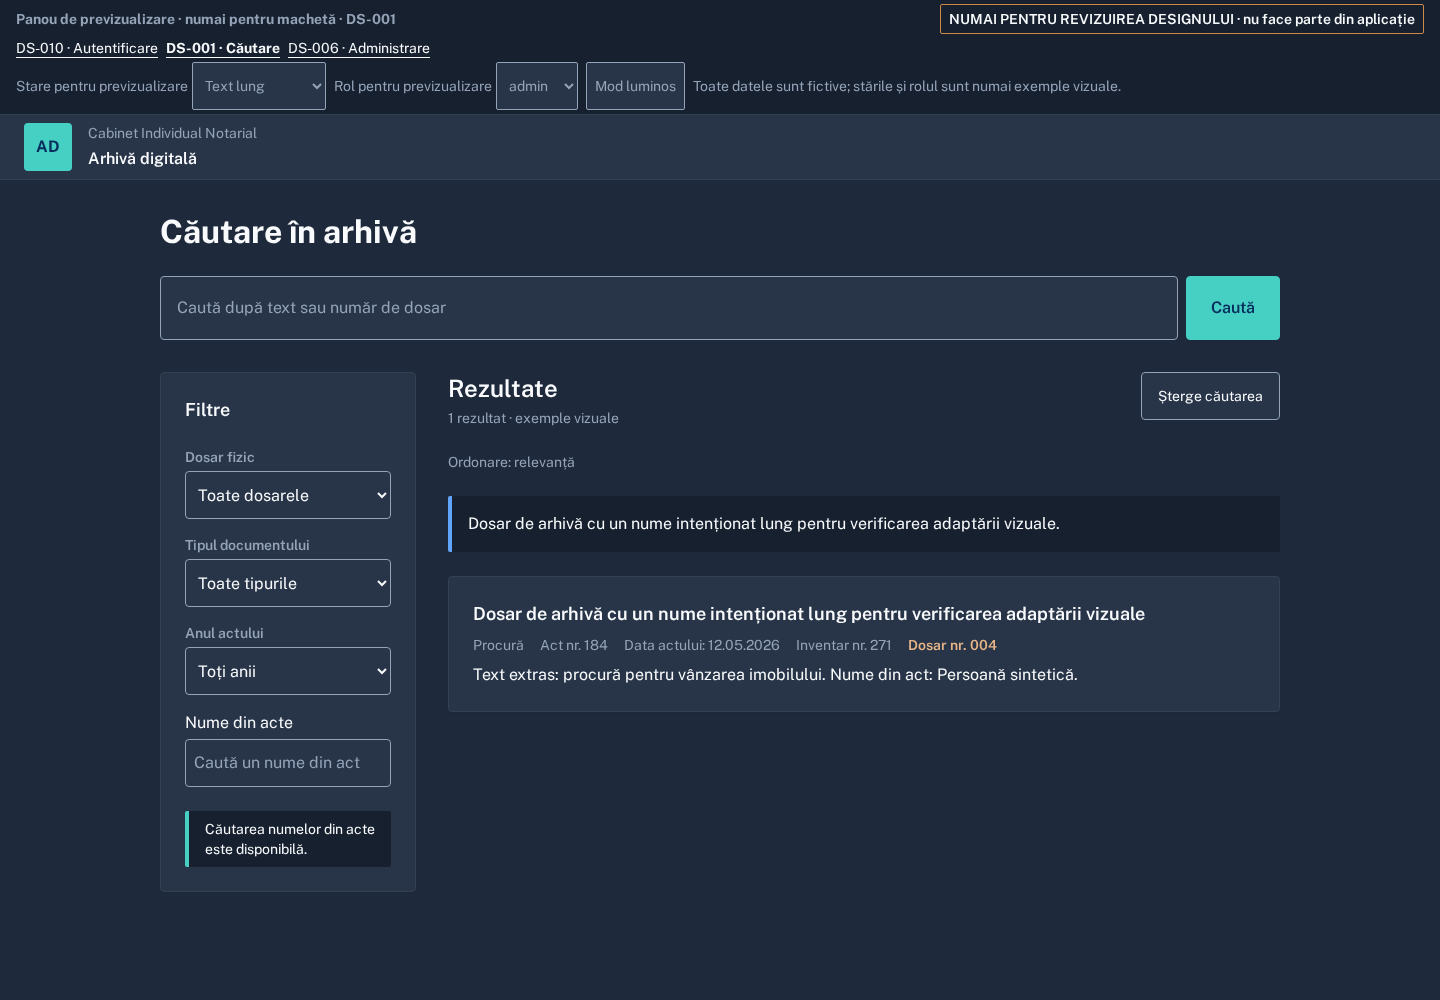 Panou de previzualizare · numai pentru machetă · DS-001
NUMAI PENTRU REVIZUIREA DESIGNULUI · nu face parte din aplicație
DS-010 · Autentificare DS-001 · Căutare DS-006 · Administrare
Stare pentru previzualizare Text lung Rol pentru previzualizare admin Mod luminos Toate datele sunt fictive; stările și rolul sunt numai exemple vizuale.
AD
Cabinet Individual Notarial
Arhivă digitală
Căutare în arhivă
Caută după text sau număr de dosar
Caută
Filtre
Dosar fizic
Toate dosarele
Tipul documentului
Toate tipurile
Anul actului
Toți anii
Nume din acte
Caută un nume din act
Căutarea numelor din acte
este disponibilă.
Rezultate
1 rezultat · exemple vizuale
Șterge căutarea
Ordonare: relevanță
Dosar de arhivă cu un nume intenționat lung pentru verificarea adaptării vizuale.
Dosar de arhivă cu un nume intenționat lung pentru verificarea adaptării vizuale
Procură Act nr. 184 Data actului: 12.05.2026 Inventar nr. 271 Dosar nr. 004
Text extras: procură pentru vânzarea imobilului. Nume din act: Persoană sintetică.